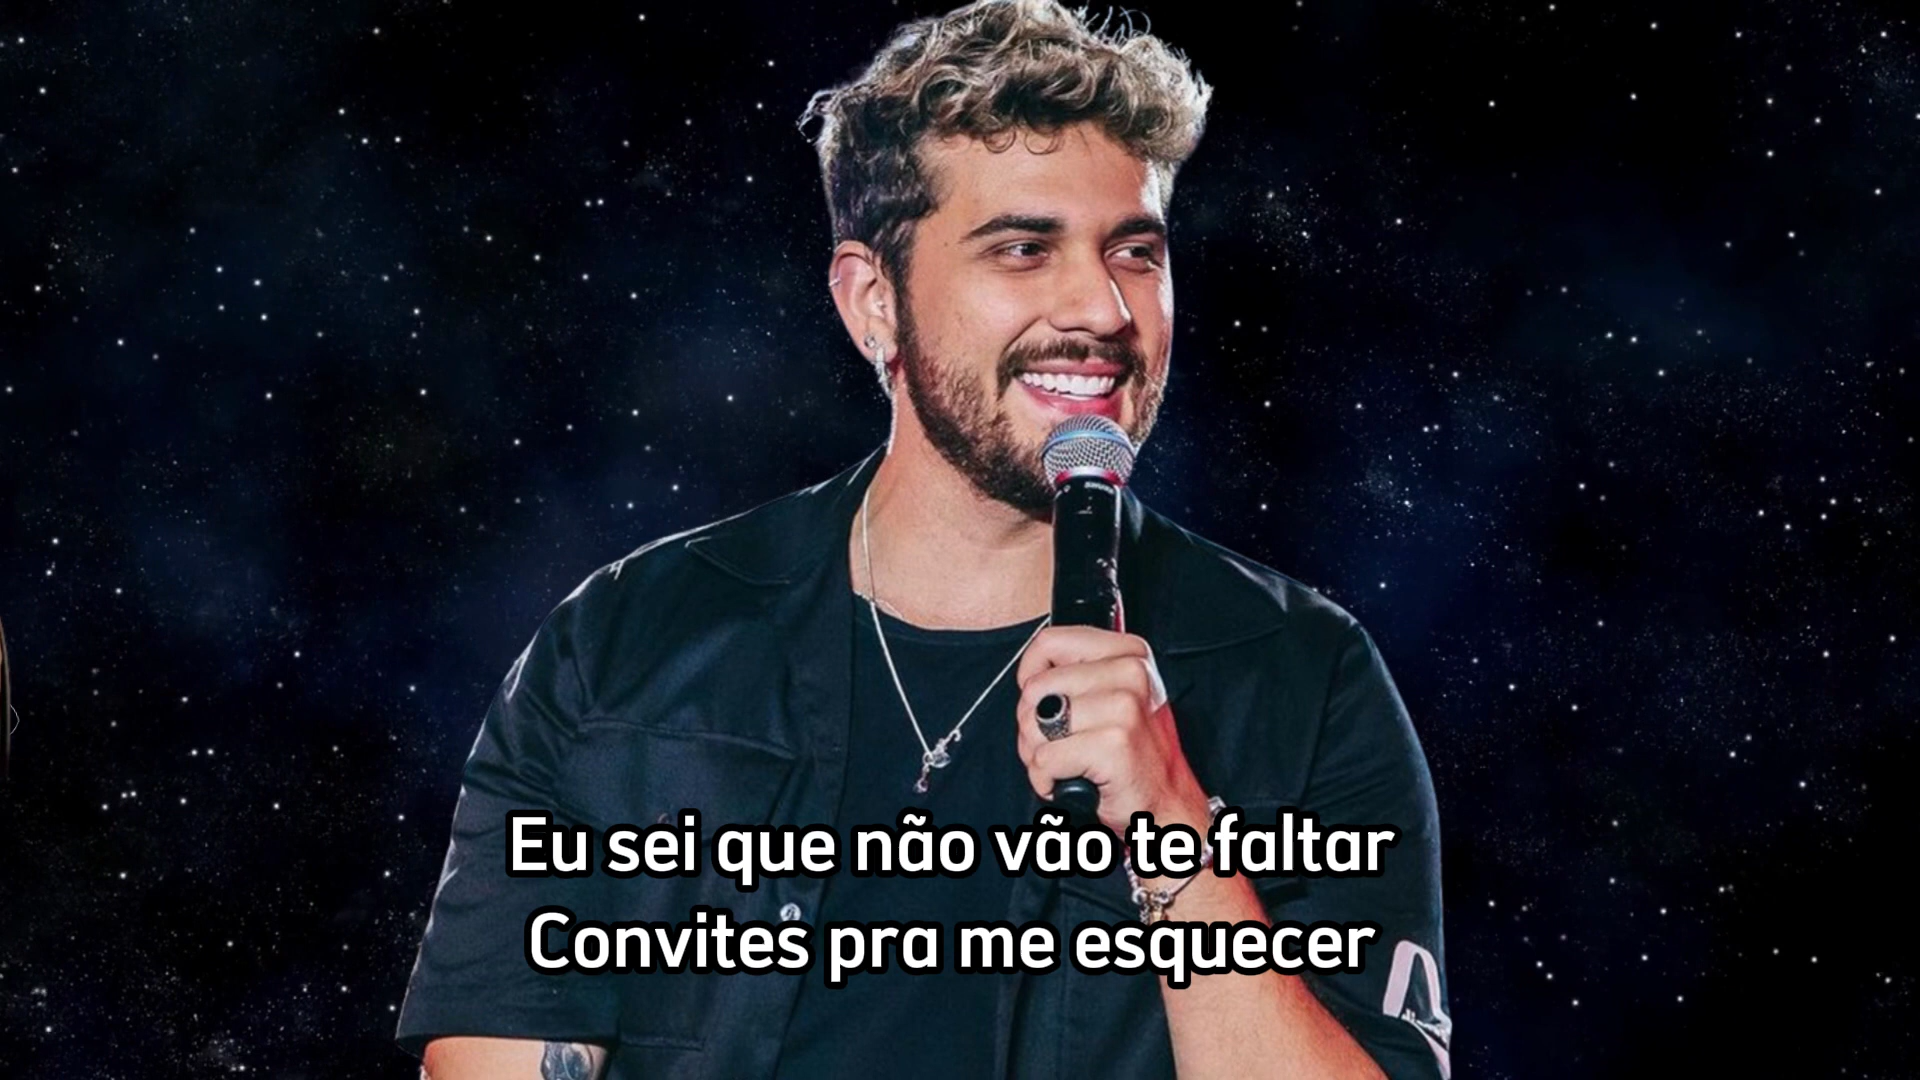 Eu sei que não vão te faltar
Convites pra me esquecer